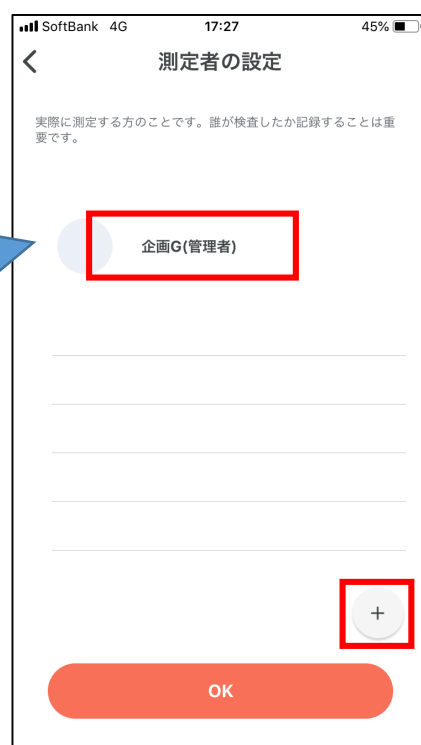 SoftBank 4G 17:27 45%
測定者の設定
実際に測定する方のことです。誰が検査したか記録することは重
要です。
企画G(管理者)
+
OK